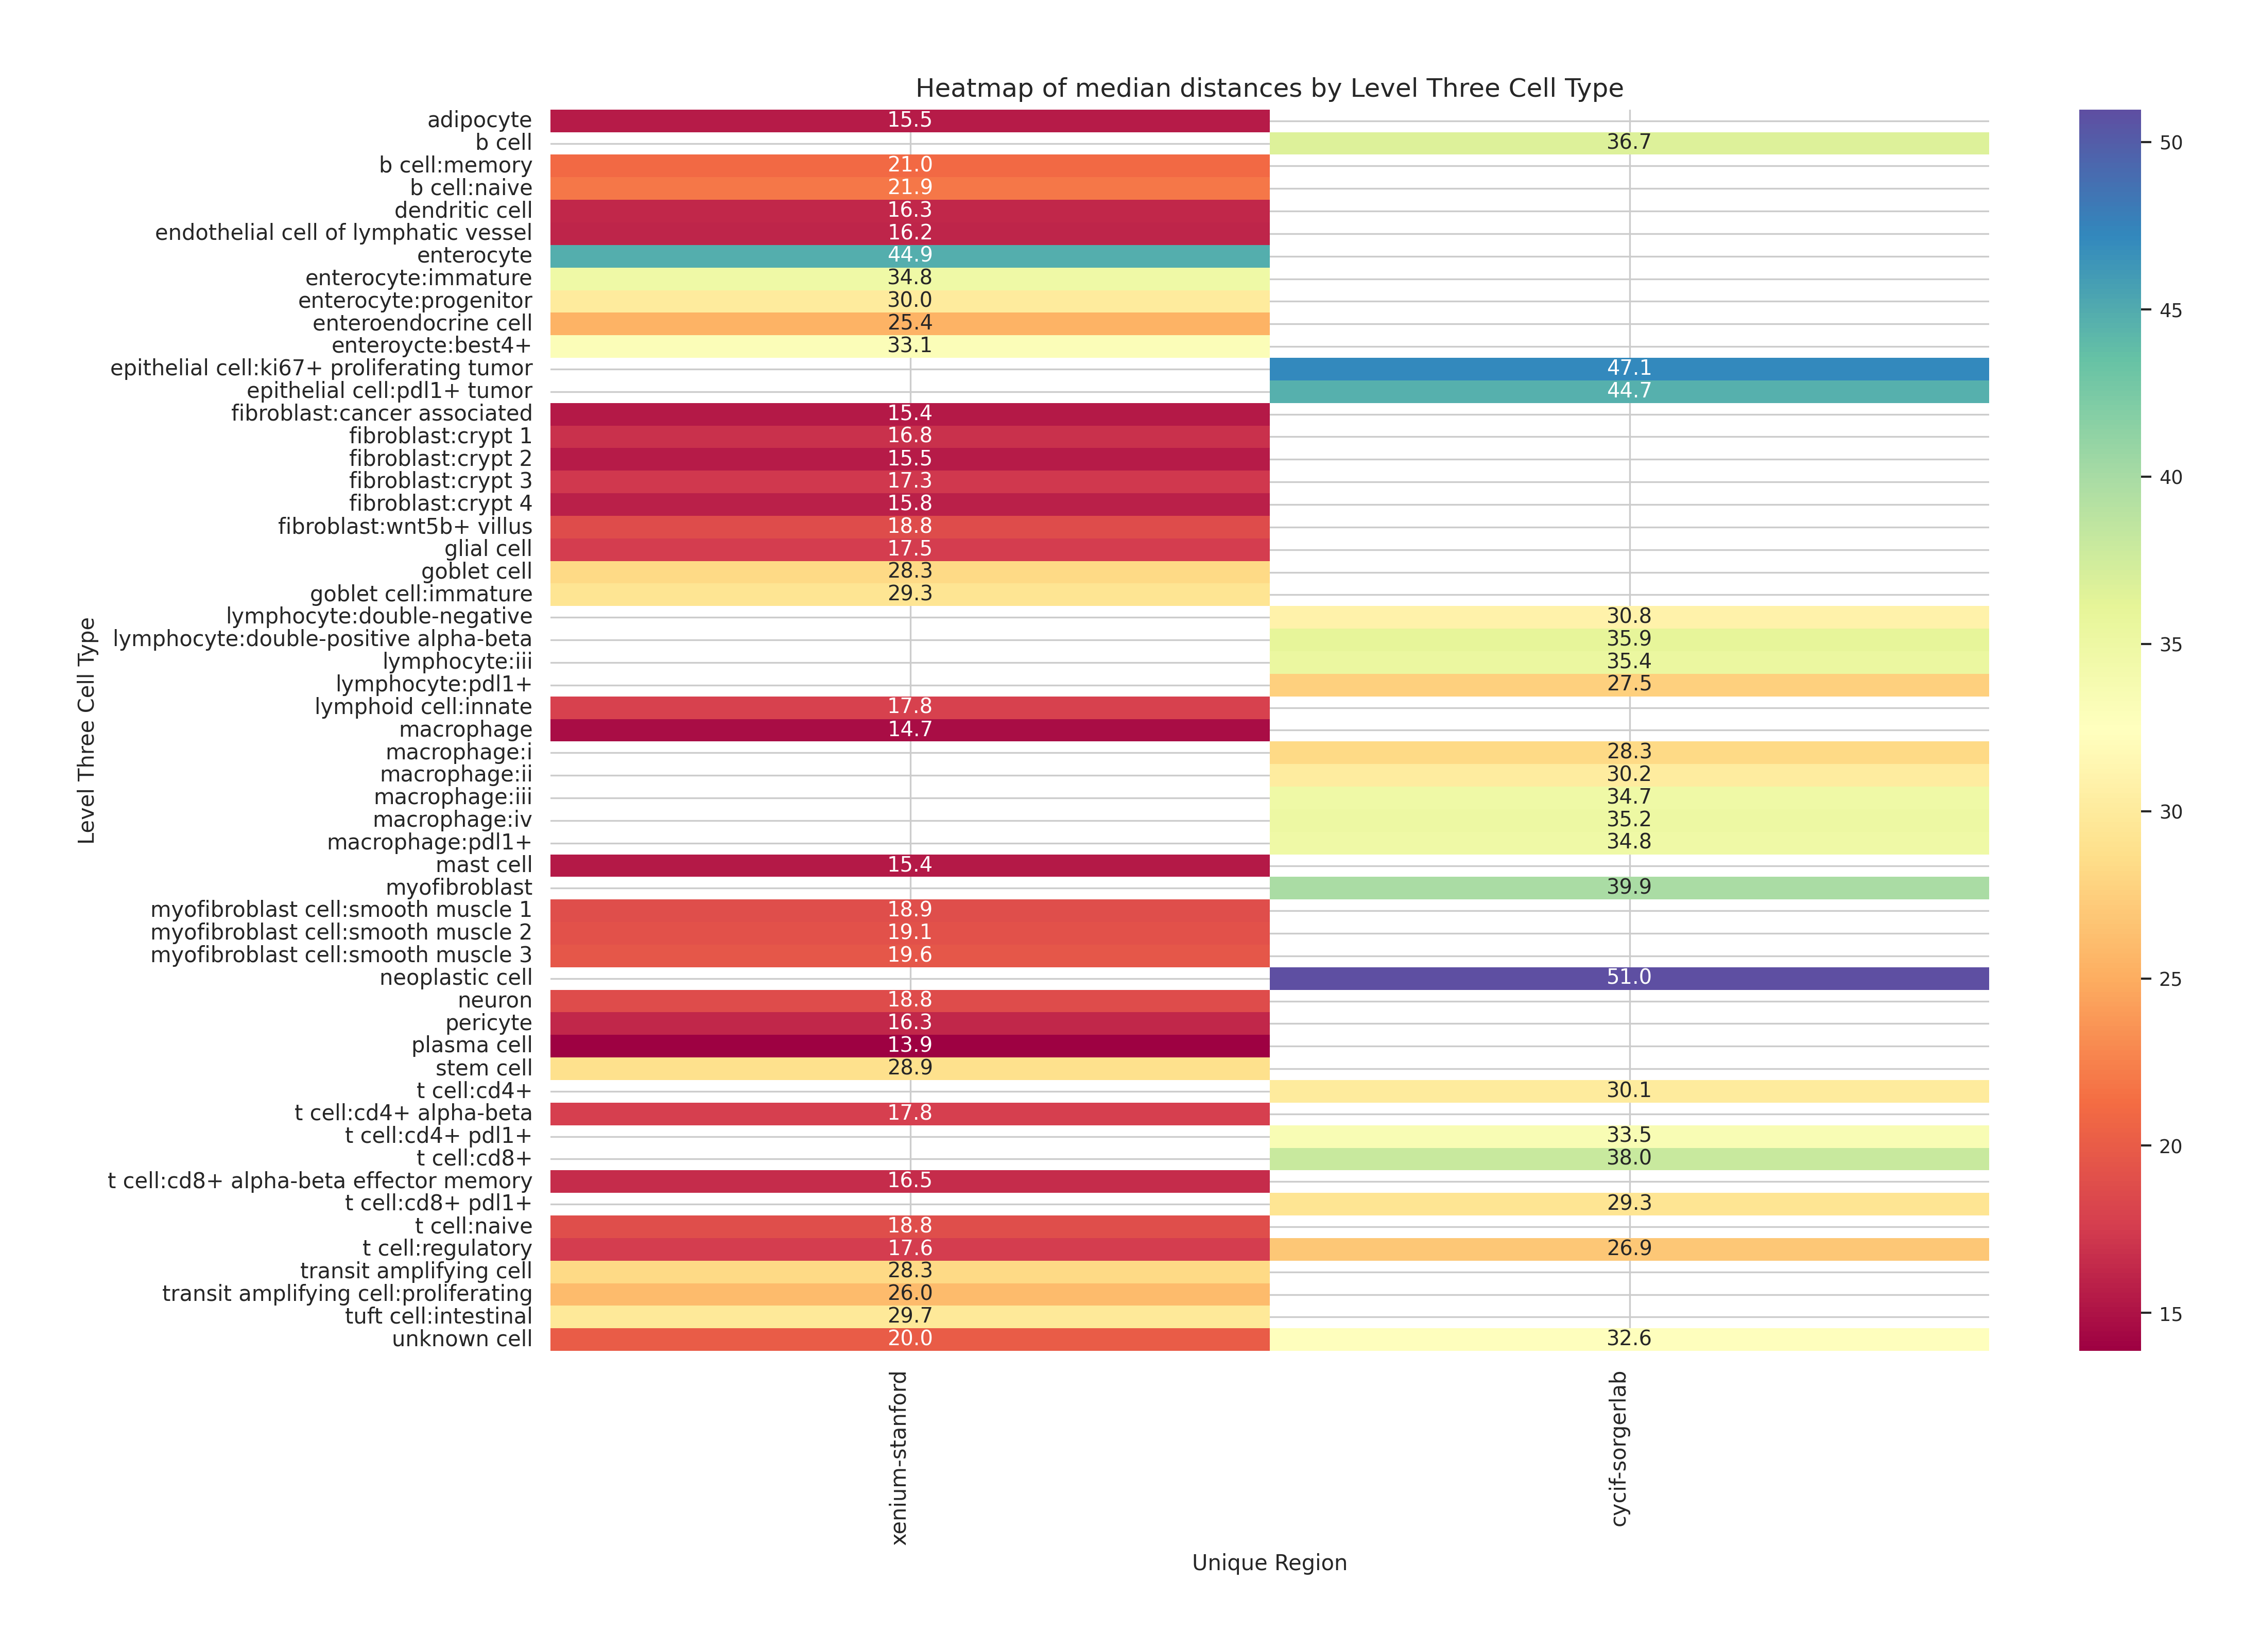 Heatmap of median distances by Level Three Cell Type
adipocyte 15.5
b cell 36.7
b cell:memory 21.0
b cell:naive 21.9
dendritic cell 16.3
endothelial cell of lymphatic vessel 16.2
enterocyte 44.9
enterocyte:immature 34.8
enterocyte:progenitor 30.0
enteroendocrine cell 25.4
enteroycte:best4+ 33.1
epithelial cell:ki67+ proliferating tumor 47.1
epithelial cell:pdl1+ tumor 44.7
fibroblast:cancer associated 15.4
fibroblast:crypt 1 16.8
fibroblast:crypt 2 15.5
fibroblast:crypt 3 17.3
fibroblast:crypt 4 15.8
fibroblast:wnt5b+ villus 18.8
glial cell 17.5
goblet cell 28.3
goblet cell:immature 29.3
lymphocyte:double-negative 30.8
lymphocyte:double-positive alpha-beta 35.9
lymphocyte:iii 35.4
lymphocyte:pdl1+ 27.5
lymphoid cell:innate 17.8
macrophage 14.7
macrophage:i 28.3
macrophage:ii 30.2
macrophage:iii 34.7
macrophage:iv 35.2
macrophage:pdl1+ 34.8
mast cell 15.4
myofibroblast 39.9
myofibroblast cell:smooth muscle 1 18.9
myofibroblast cell:smooth muscle 2 19.1
myofibroblast cell:smooth muscle 3 19.6
neoplastic cell 51.0
neuron 18.8
pericyte 16.3
plasma cell 13.9
stem cell 28.9
t cell:cd4+ 30.1
t cell:cd4+ alpha-beta 17.8
t cell:cd4+ pdl1+ 33.5
t cell:cd8+ 38.0
t cell:cd8+ alpha-beta effector memory 16.5
t cell:cd8+ pdl1+ 29.3
t cell:naive 18.8
t cell:regulatory 17.6 26.9
transit amplifying cell 28.3
transit amplifying cell:proliferating 26.0
tuft cell:intestinal 29.7
unknown cell 20.0 32.6
Level Three Cell Type
xenium-stanford
cycif-sorgerlab
Unique Region
50
45
40
35
30
25
20
15